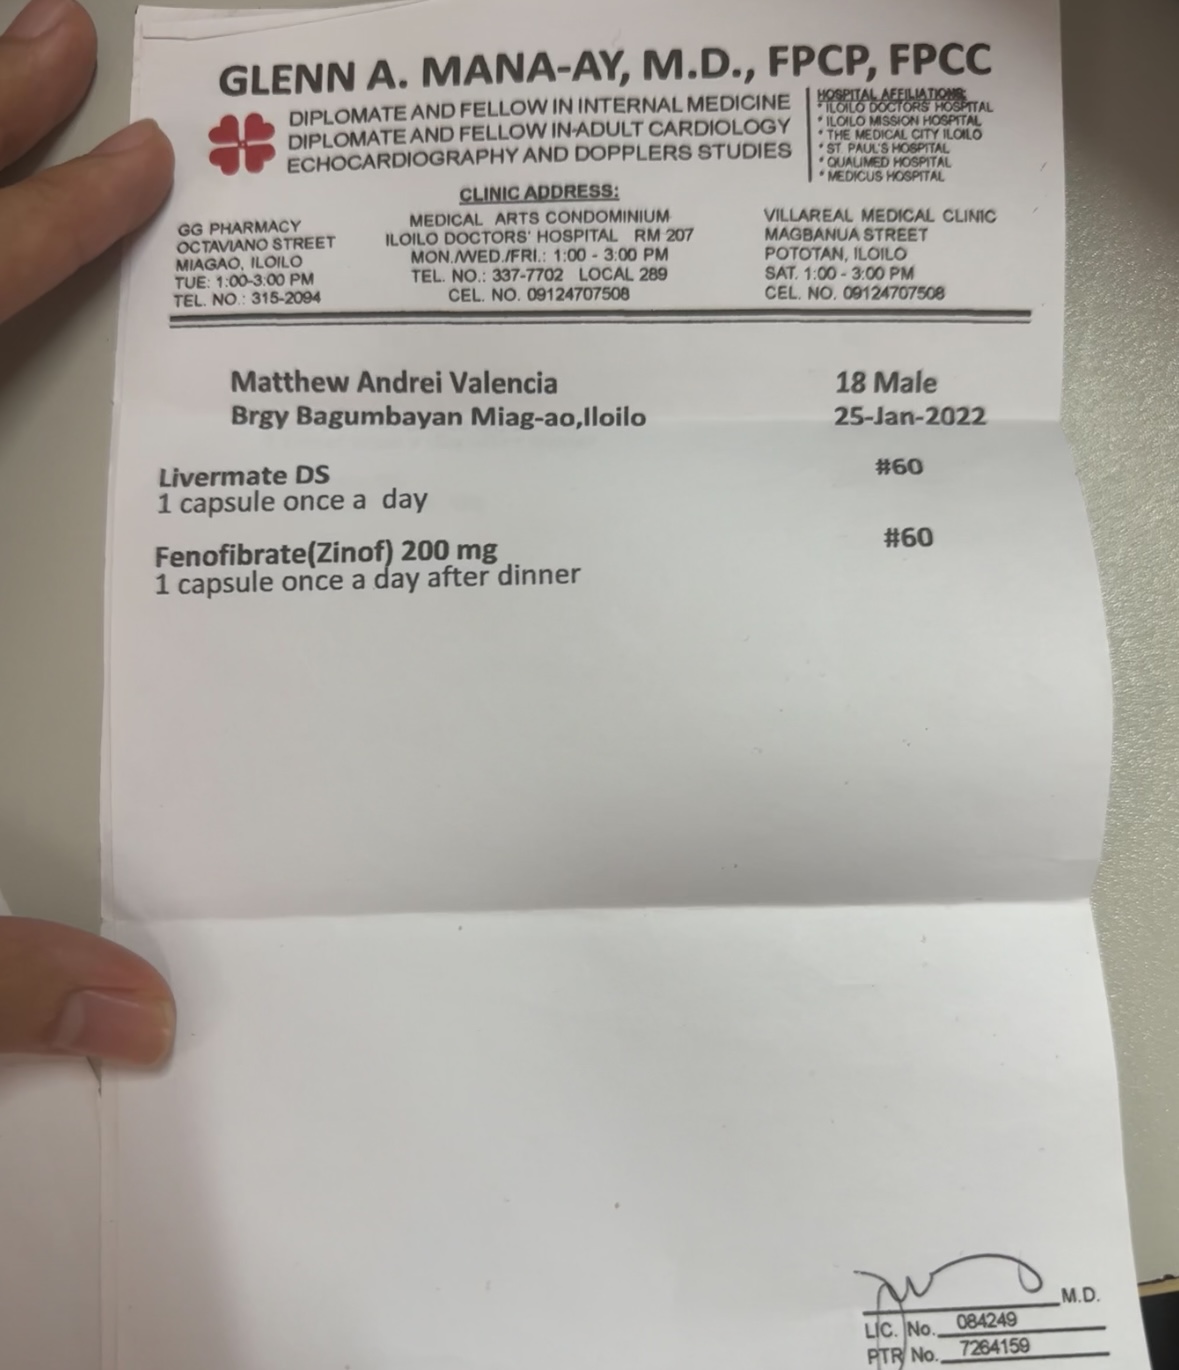 GLENN A. MANA-AY, M.D., FPCP, FPCC
DIPLOMATE AND FELLOW IN INTERNAL MEDICINE
DIPLOMATE AND FELLOW IN-ADULT CARDIOLOGY
ECHOCARDIOGRAPHY AND DOPPLERS STUDIES
HOSPITAL AFFILIATIONS:
* ILOILO DOCTORS' HOSPITAL
* ILOILO MISSION HOSPITAL
* THE MEDICAL CITY ILOILO
* ST. PAUL'S HOSPITAL
* QUALIMED HOSPITAL
* MEDICUS HOSPITAL
CLINIC ADDRESS:
GG PHARMACY
OCTAVIANO STREET
MIAGAO, ILOILO
TUE: 1:00-3:00 PM
TEL. NO.: 315-2094
MEDICAL ARTS CONDOMINIUM
ILOILO DOCTORS' HOSPITAL RM 207
MON./WED./FRI.: 1:00 - 3:00 PM
TEL. NO.: 337-7702 LOCAL 289
CEL. NO. 09124707508
VILLAREAL MEDICAL CLINIC
MAGBANUA STREET
POTOTAN, ILOILO
SAT. 1:00 - 3:00 PM
CEL. NO. 09124707508
Matthew Andrei Valencia 18 Male
Brgy Bagumbayan Miag-ao,Iloilo 25-Jan-2022
Livermate DS #60
1 capsule once a day
Fenofibrate(Zinof) 200 mg #60
1 capsule once a day after dinner
M.D.
LIC. No. 084249
PTR No. 7264159